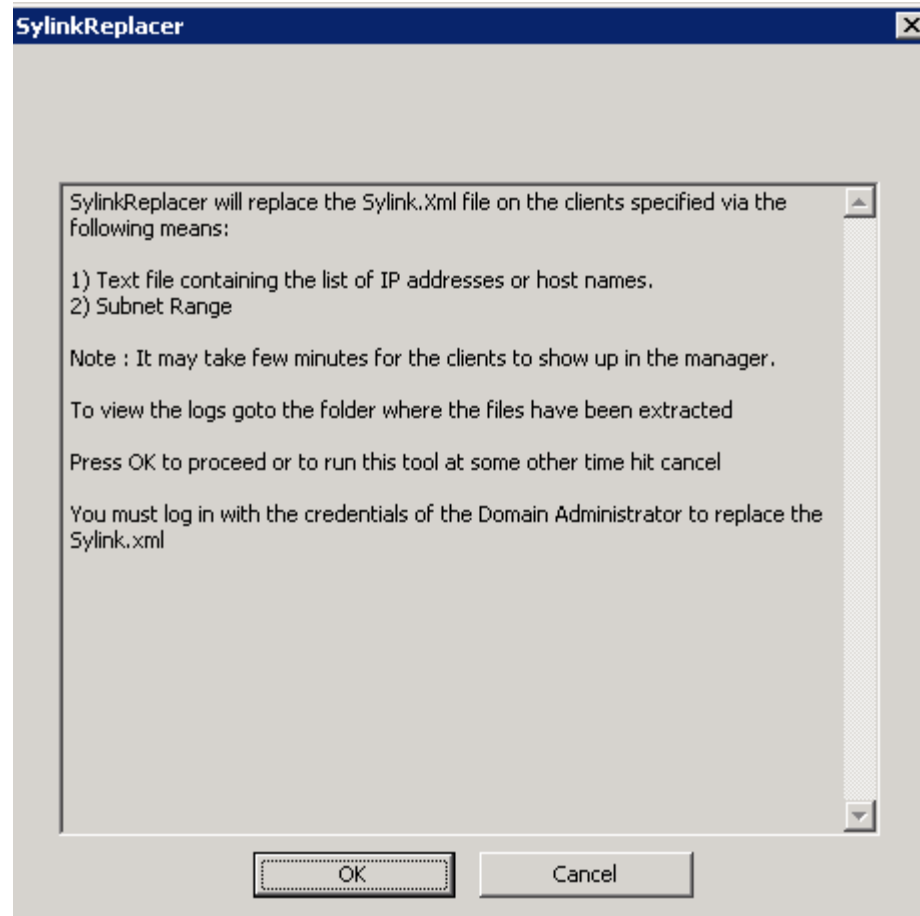 SylinkReplacer
SylinkReplacer will replace the Sylink.Xml file on the clients specified via the
following means:
1) Text file containing the list of IP addresses or host names.
2) Subnet Range
Note : It may take few minutes for the clients to show up in the manager.
To view the logs goto the folder where the files have been extracted
Press OK to proceed or to run this tool at some other time hit cancel
You must log in with the credentials of the Domain Administrator to replace the
Sylink.xml
OK
Cancel